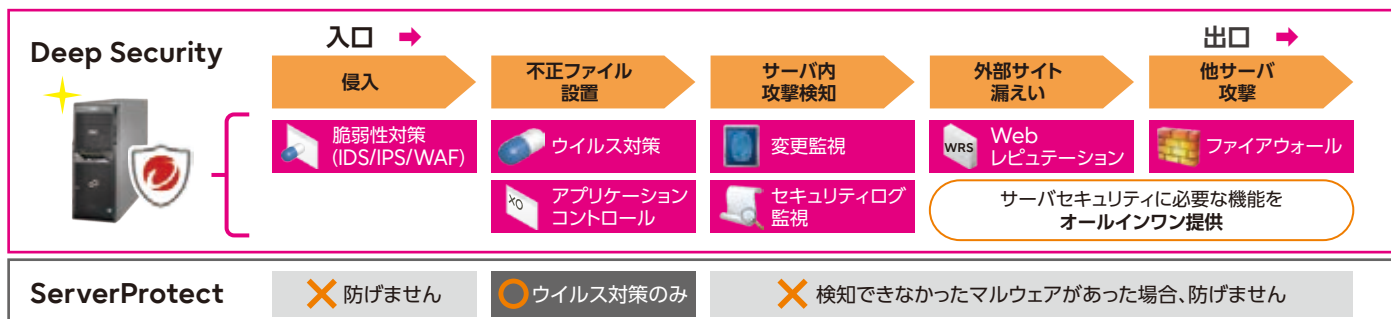 Deep Security
入口
出口
侵入
不正ファイル
設置
サーバ内
攻撃検知
外部サイト
漏えい
他サーバ
攻撃
脆弱性対策
(IDS/IPS/WAF)
ウイルス対策
変更監視
WRS
Web
レピュテーション
ファイアウォール
XO
アプリケーション
コントロール
セキュリティログ
監視
サーバセキュリティに必要な機能を
オールインワン提供
ServerProtect
防げません
ウイルス対策のみ
検知できなかったマルウェアがあった場合、防げません